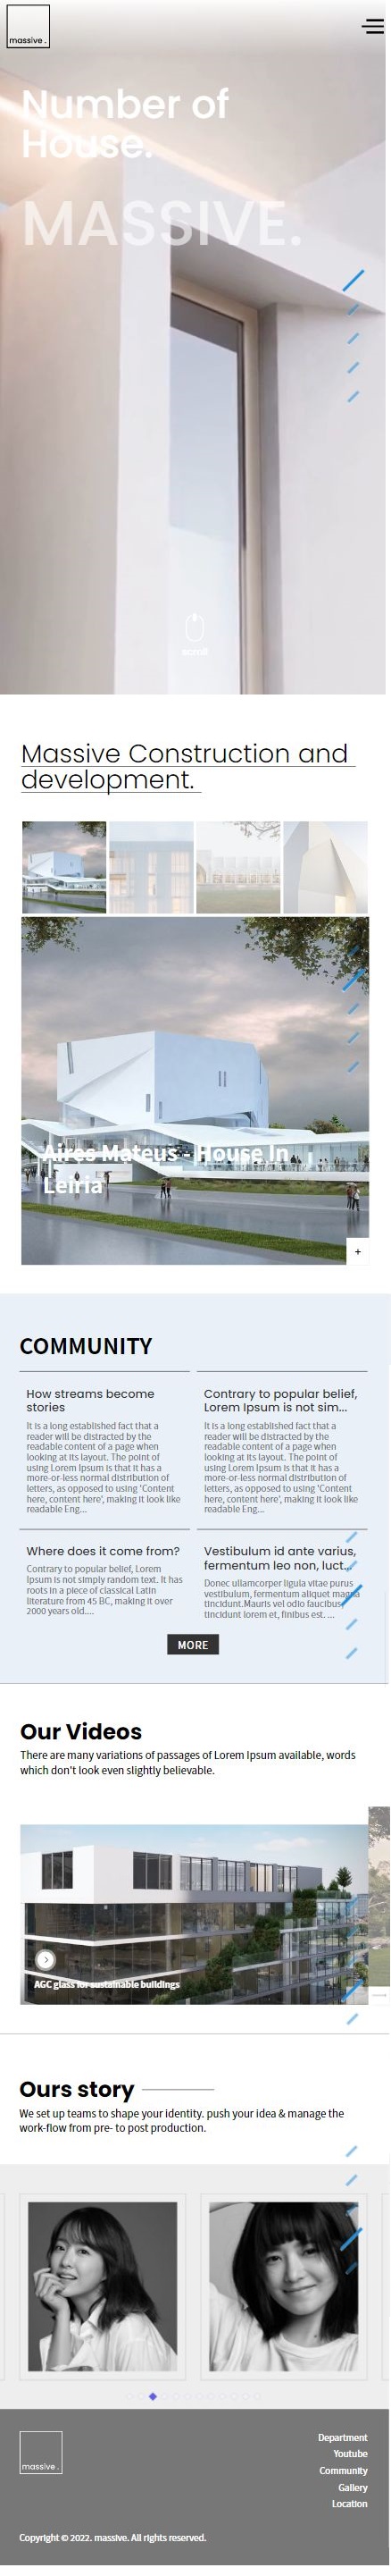 massive .
Number of
House.
MASSIVE.
scroll
Massive Construction and
development.
Aires Mateus - House In
Leiria
+
COMMUNITY
How streams become
stories
It is a long established fact that a
reader will be distracted by the
readable content of a page when
looking at its layout. The point of
using Lorem Ipsum is that it has a
more-or-less normal distribution of
letters, as opposed to using 'Content
here, content here', making it look like
readable Eng...
Contrary to popular belief,
Lorem Ipsum is not sim...
It is a long established fact that a
reader will be distracted by the
readable content of a page when
looking at its layout. The point of
using Lorem Ipsum is that it has a
more-or-less normal distribution of
letters, as opposed to using 'Content
here, content here', making it look like
readable Eng...
Where does it come from?
Contrary to popular belief, Lorem
Ipsum is not simply random text. It has
roots in a piece of classical Latin
literature from 45 BC, making it over
2000 years old....
Vestibulum id ante varius,
fermentum leo non, luct...
Donec ullamcorper ligula vitae purus
vestibulum, fermentum aliquet magna
tincidunt.Mauris vel odio faucibus,
tincidunt lorem et, finibus est. ...
MORE
Our Videos
There are many variations of passages of Lorem Ipsum available, words
which don't look even slightly believable.
AGC glass for sustainable buildings
Ours story
We set up teams to shape your identity. push your idea & manage the
work-flow from pre- to post production.
massive .
Department
Youtube
Community
Gallery
Location
Copyright © 2022. massive. All rights reserved.